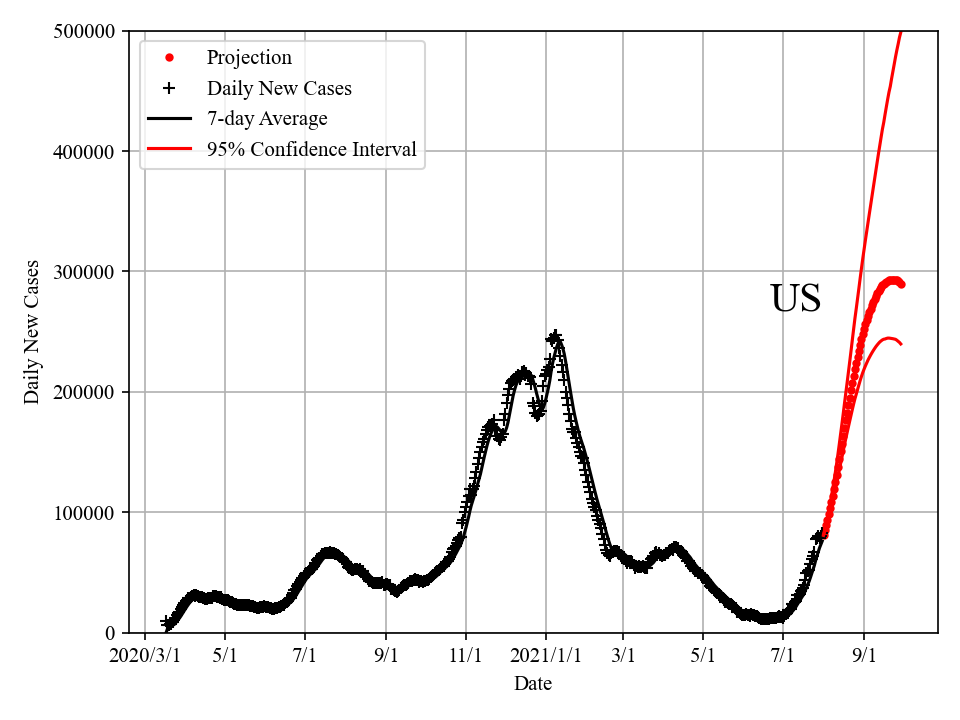 500000
400000
300000
200000
100000
0
Daily New Cases
Projection
Daily New Cases
7-day Average
95% Confidence Interval
US
2020/3/1 5/1 7/1 9/1 11/1 2021/1/1 3/1 5/1 7/1 9/1
Date